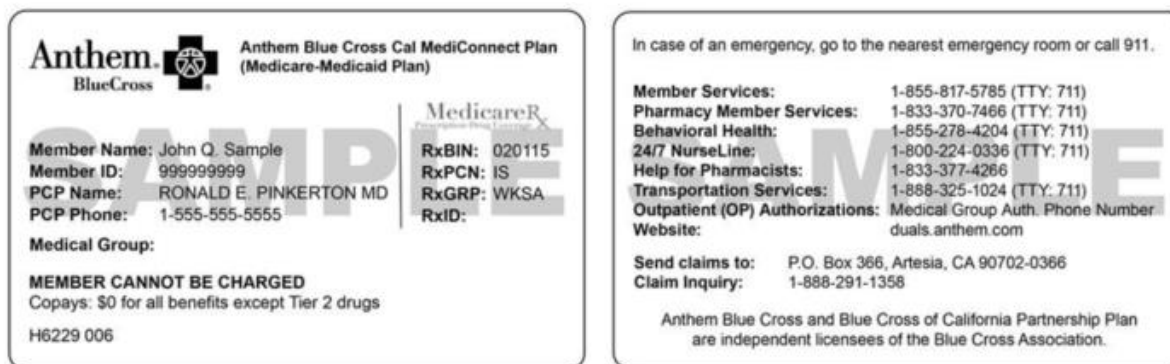 Anthem.
BlueCross
Anthem Blue Cross Cal MediConnect Plan
(Medicare-Medicaid Plan)
MedicareRx
Prescription Drug Coverage
SAMPLE
Member Name: John Q. Sample
Member ID: 999999999
PCP Name: RONALD E. PINKERTON MD
PCP Phone: 1-555-555-5555
RxBIN: 020115
RxPCN: IS
RxGRP: WKSA
RxID:
Medical Group:
MEMBER CANNOT BE CHARGED
Copays: $0 for all benefits except Tier 2 drugs
H6229 006
In case of an emergency, go to the nearest emergency room or call 911.
SAMPLE
Member Services: 1-855-817-5785 (TTY: 711)
Pharmacy Member Services: 1-833-370-7466 (TTY: 711)
Behavioral Health: 1-855-278-4204 (TTY: 711)
24/7 NurseLine: 1-800-224-0336 (TTY: 711)
Help for Pharmacists: 1-833-377-4266
Transportation Services: 1-888-325-1024 (TTY: 711)
Outpatient (OP) Authorizations: Medical Group Auth. Phone Number
Website: duals.anthem.com
Send claims to: P.O. Box 366, Artesia, CA 90702-0366
Claim Inquiry: 1-888-291-1358
Anthem Blue Cross and Blue Cross of California Partnership Plan
are independent licensees of the Blue Cross Association.